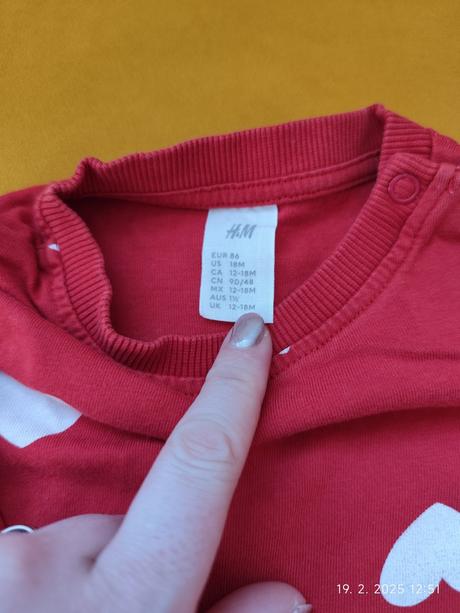 H&M
EUR 86
US 18M
CA 12-18M
CN 90/48
MX 12-18M
AUS 1½
UK 12-18M
19. 2. 2025 12:51